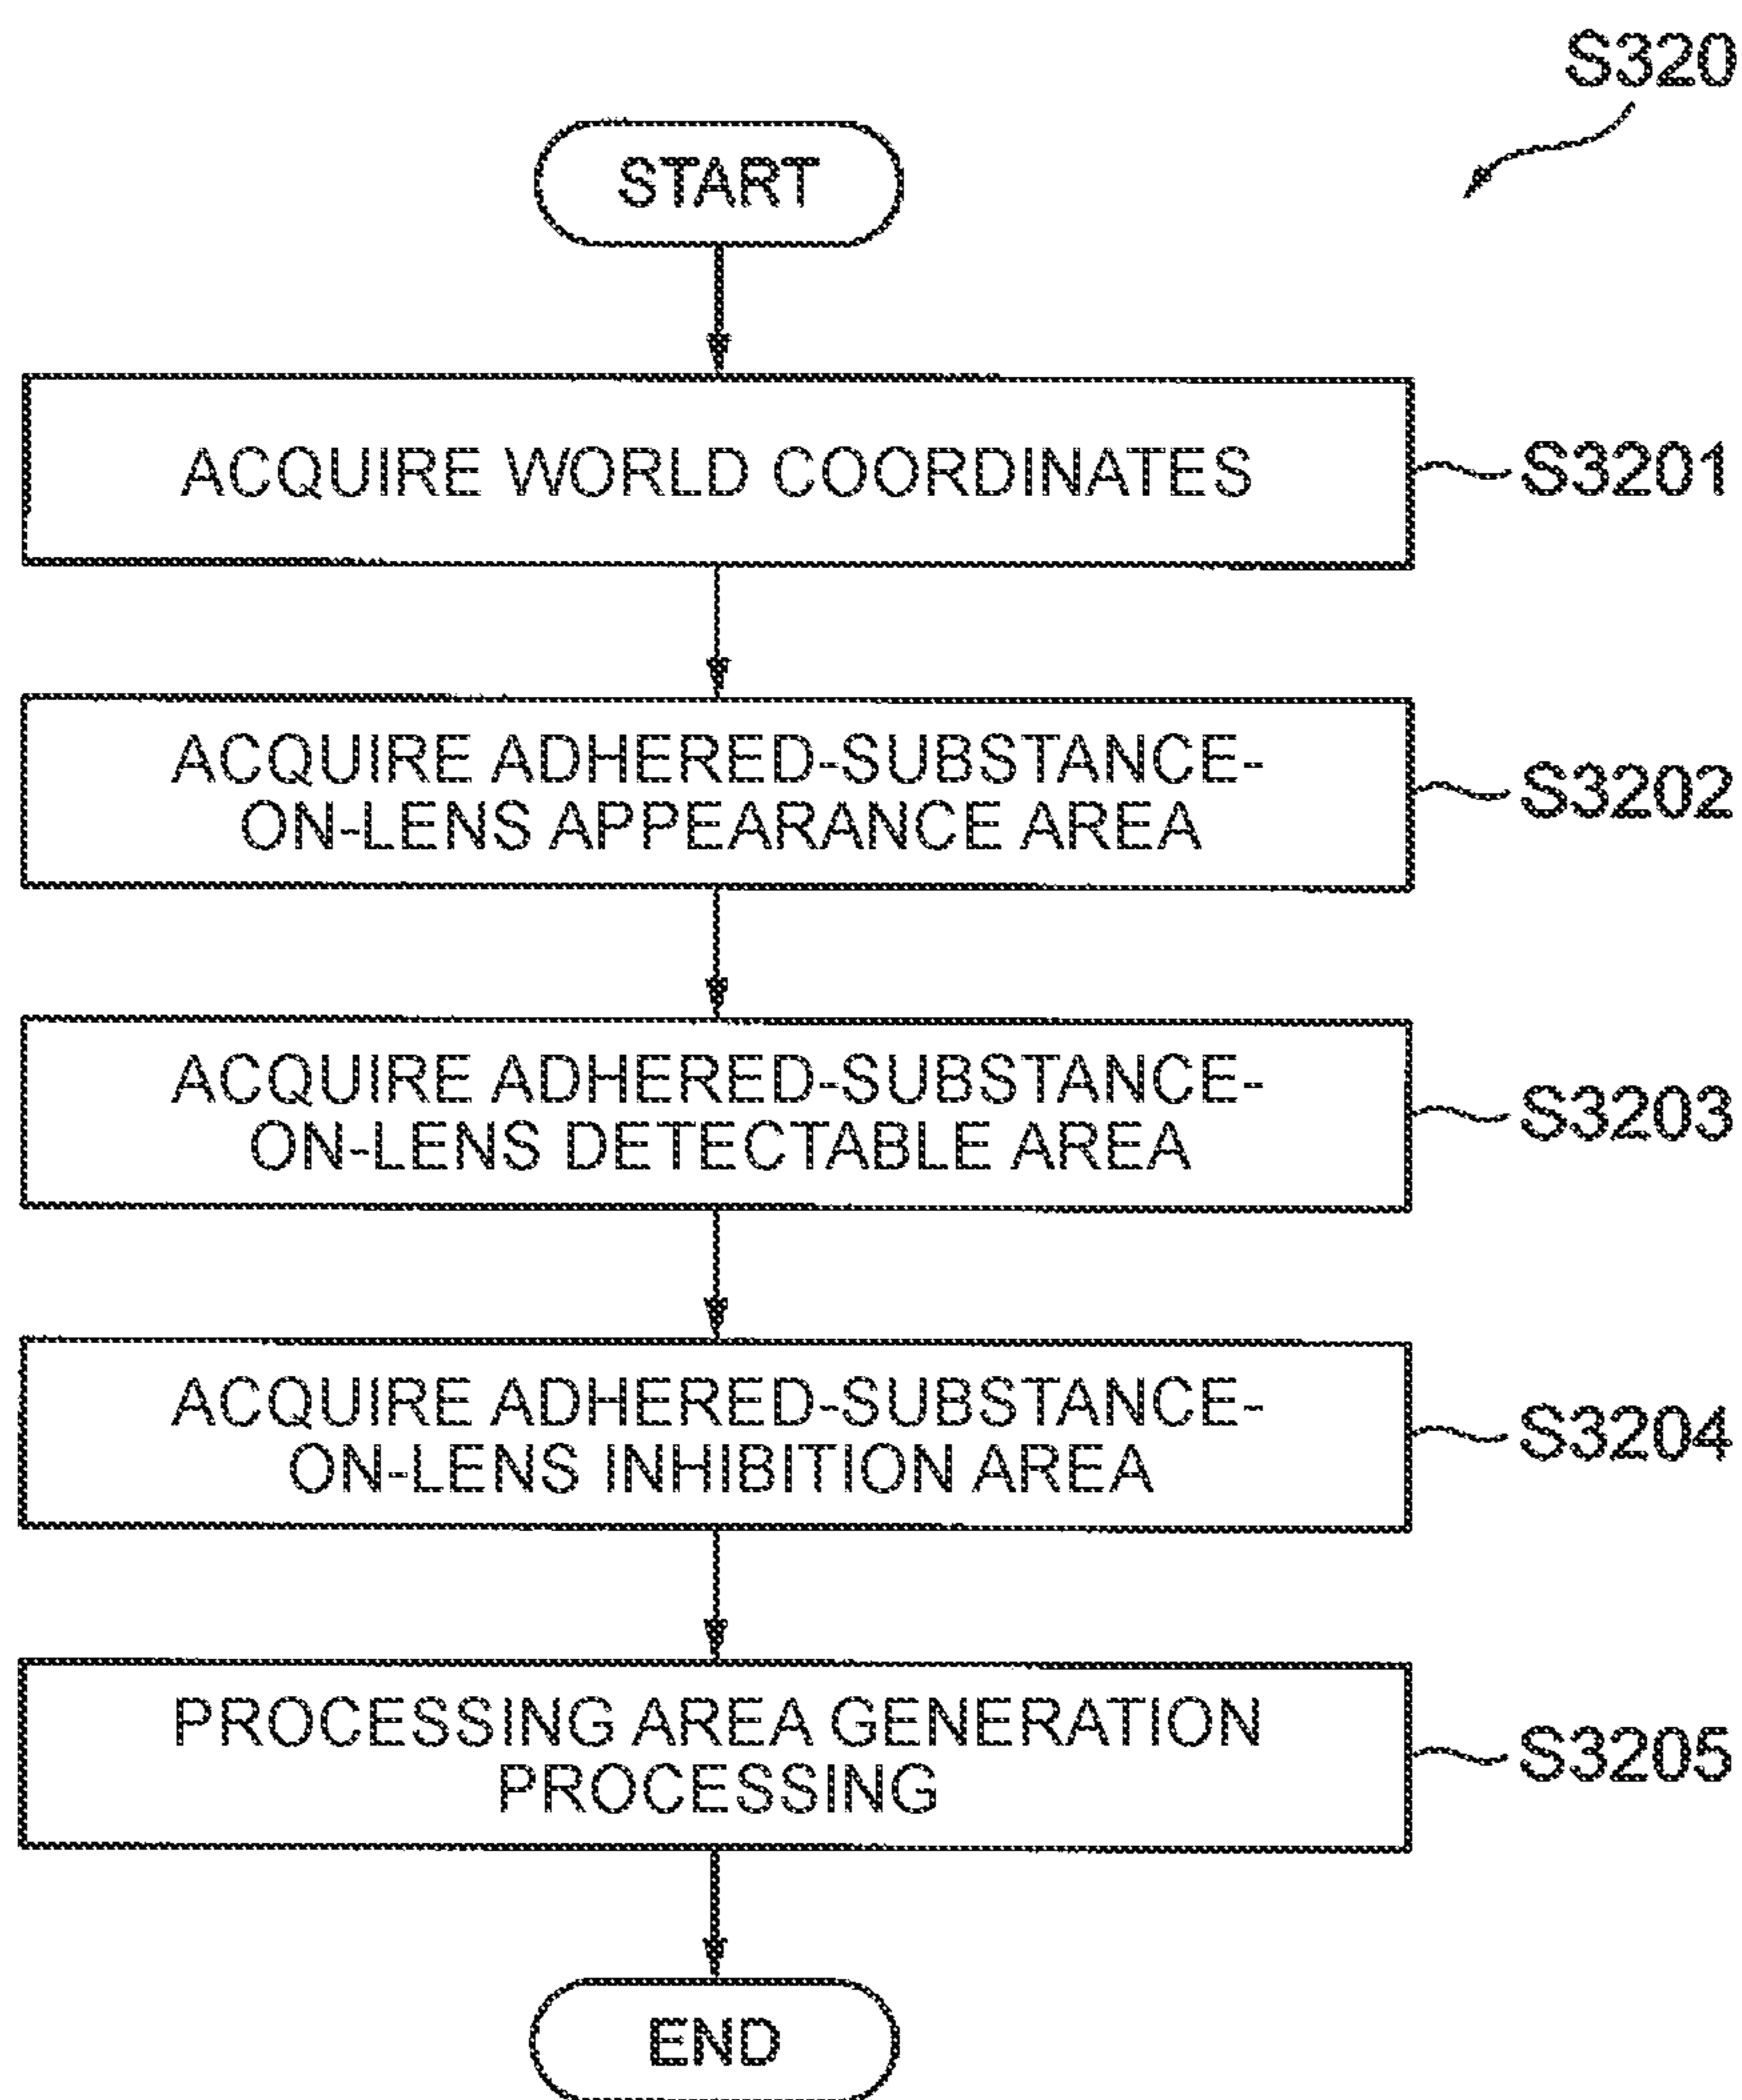 S320
START
ACQUIRE WORLD COORDINATES
S3201
ACQUIRE ADHERED-SUBSTANCE-
ON-LENS APPEARANCE AREA
S3202
ACQUIRE ADHERED-SUBSTANCE-
ON-LENS DETECTABLE AREA
S3203
ACQUIRE ADHERED-SUBSTANCE-
ON-LENS INHIBITION AREA
S3204
PROCESSING AREA GENERATION
PROCESSING
S3205
END